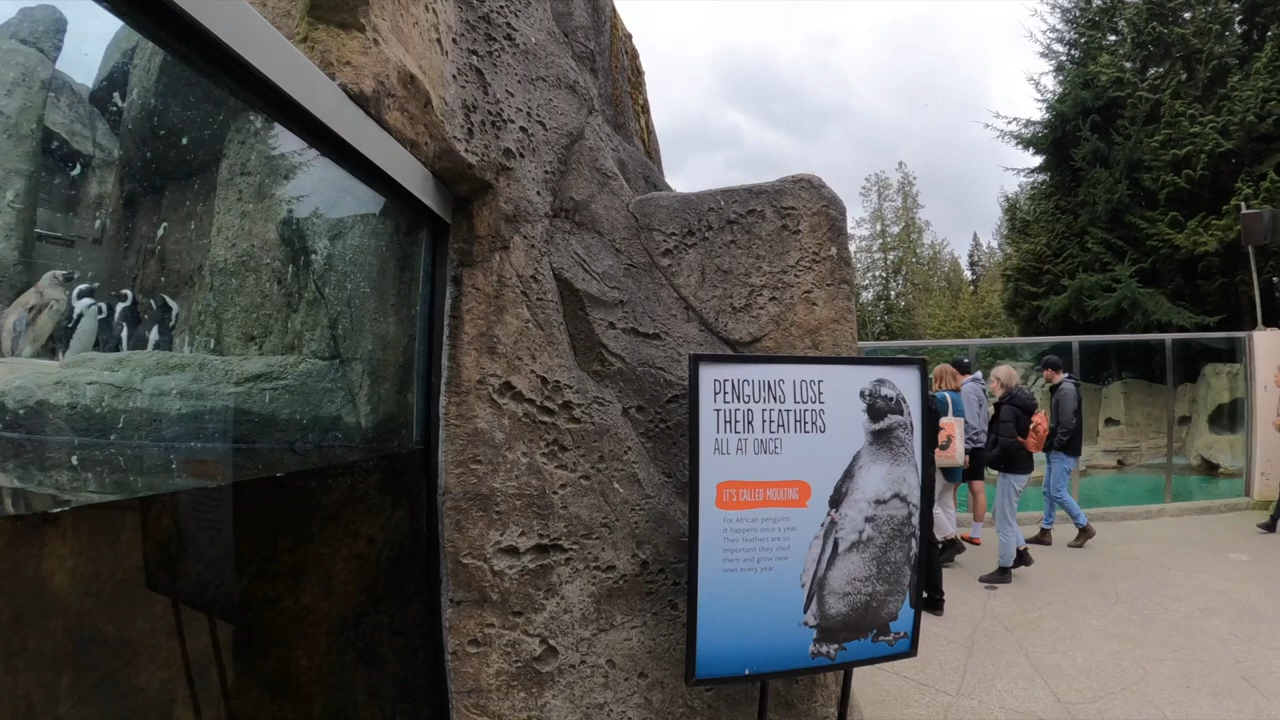 PENGUINS LOSE
THEIR FEATHERS
ALL AT ONCE!
IT'S CALLED MOULTING
For African penguins
it happens once a year.
Their feathers are so
important they shed
them and grow new
ones every year.